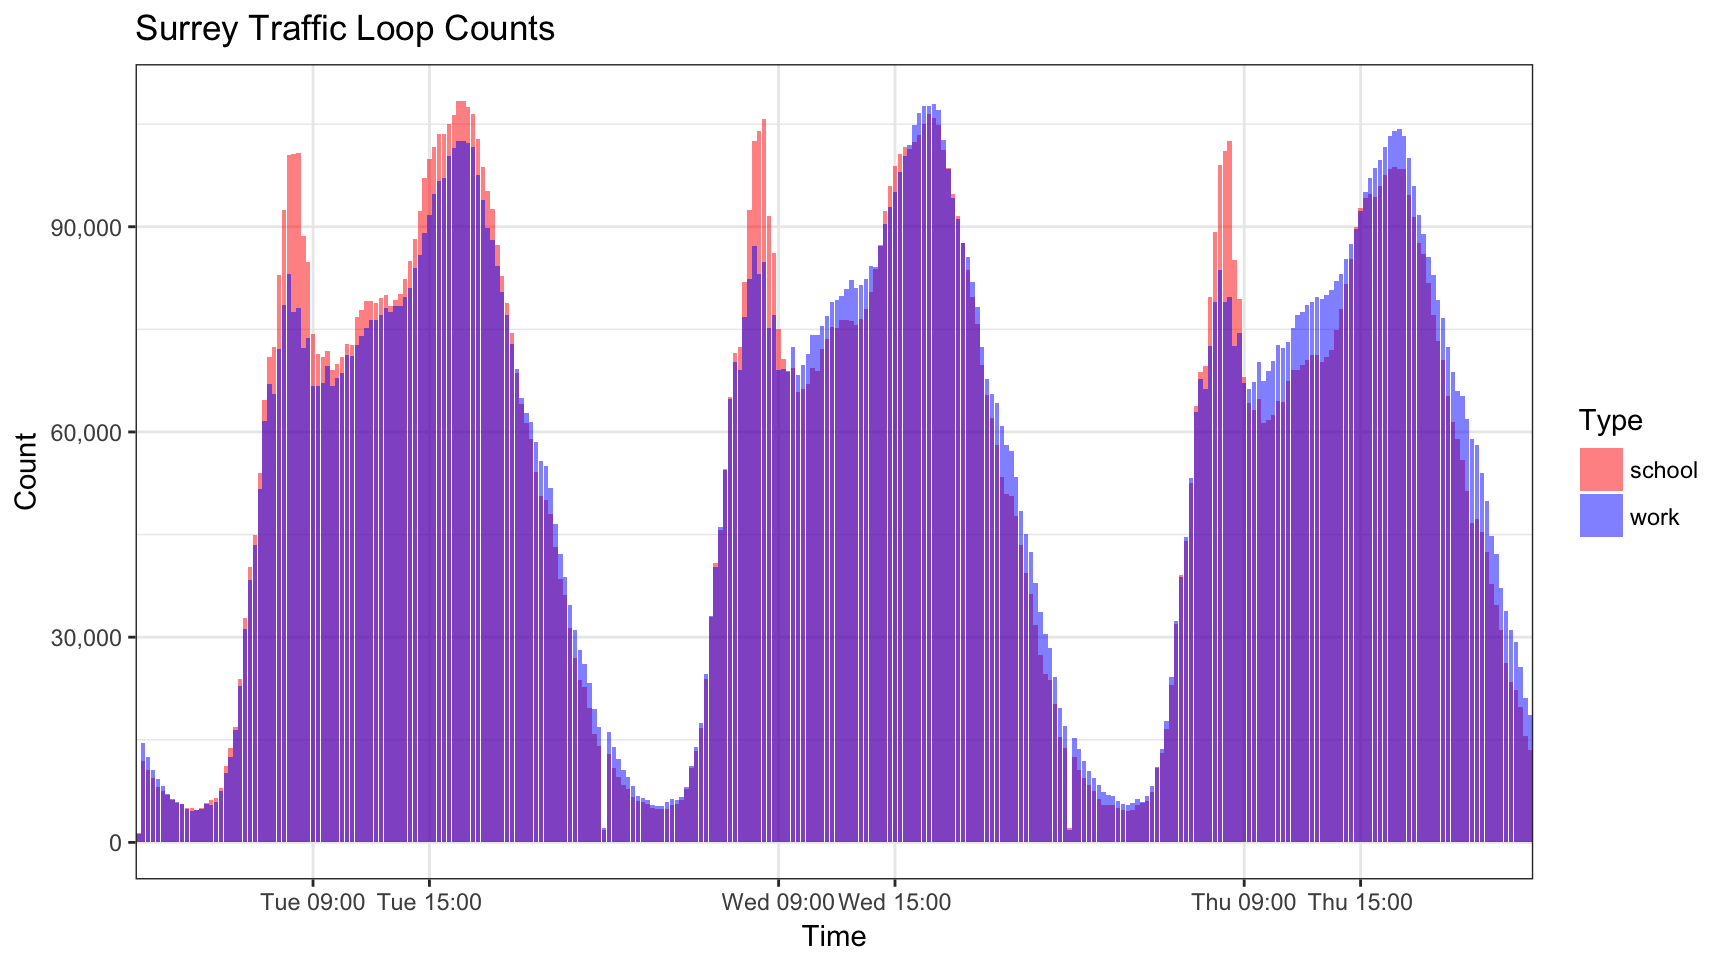 Surrey Traffic Loop Counts
Count
90,000
60,000
30,000
0
Tue 09:00 Tue 15:00 Wed 09:00 Wed 15:00 Thu 09:00 Thu 15:00
Time
Type
school
work